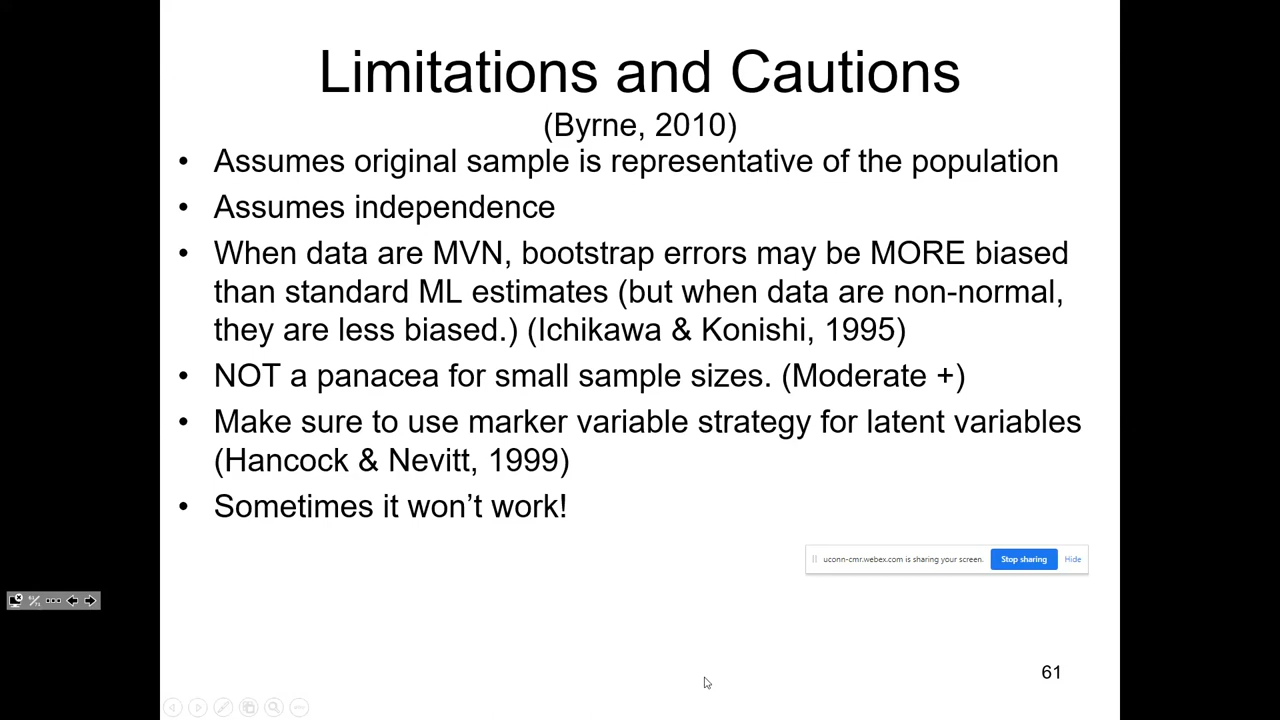 Limitations and Cautions
(Byrne, 2010)
• Assumes original sample is representative of the population
• Assumes independence
• When data are MVN, bootstrap errors may be MORE biased
than standard ML estimates (but when data are non-normal,
they are less biased.) (Ichikawa & Konishi, 1995)
• NOT a panacea for small sample sizes. (Moderate +)
• Make sure to use marker variable strategy for latent variables
(Hancock & Nevitt, 1999)
• Sometimes it won’t work!
uconn-cmr.webex.com is sharing your screen. Stop sharing Hide
61